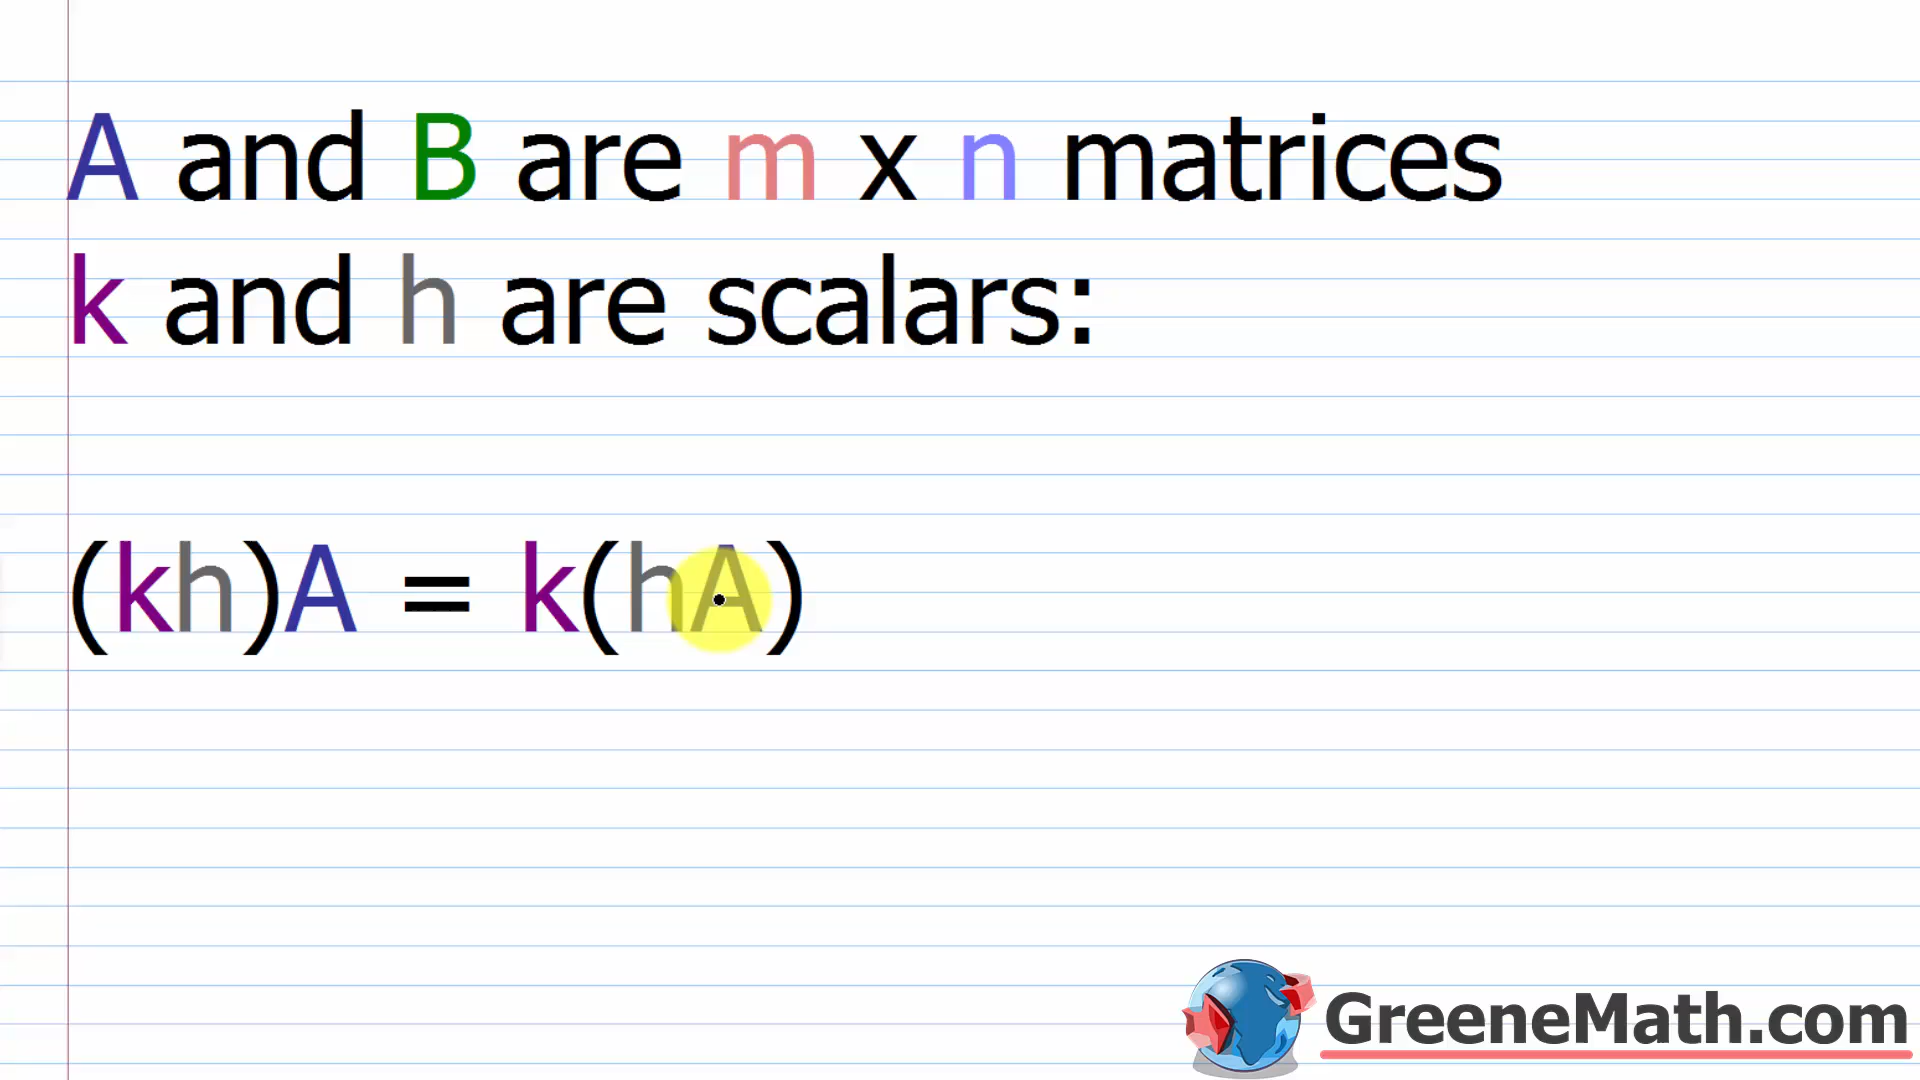 A and B are m x n matrices
k and h are scalars:
(kh)A = k(hA)
GreeneMath.com